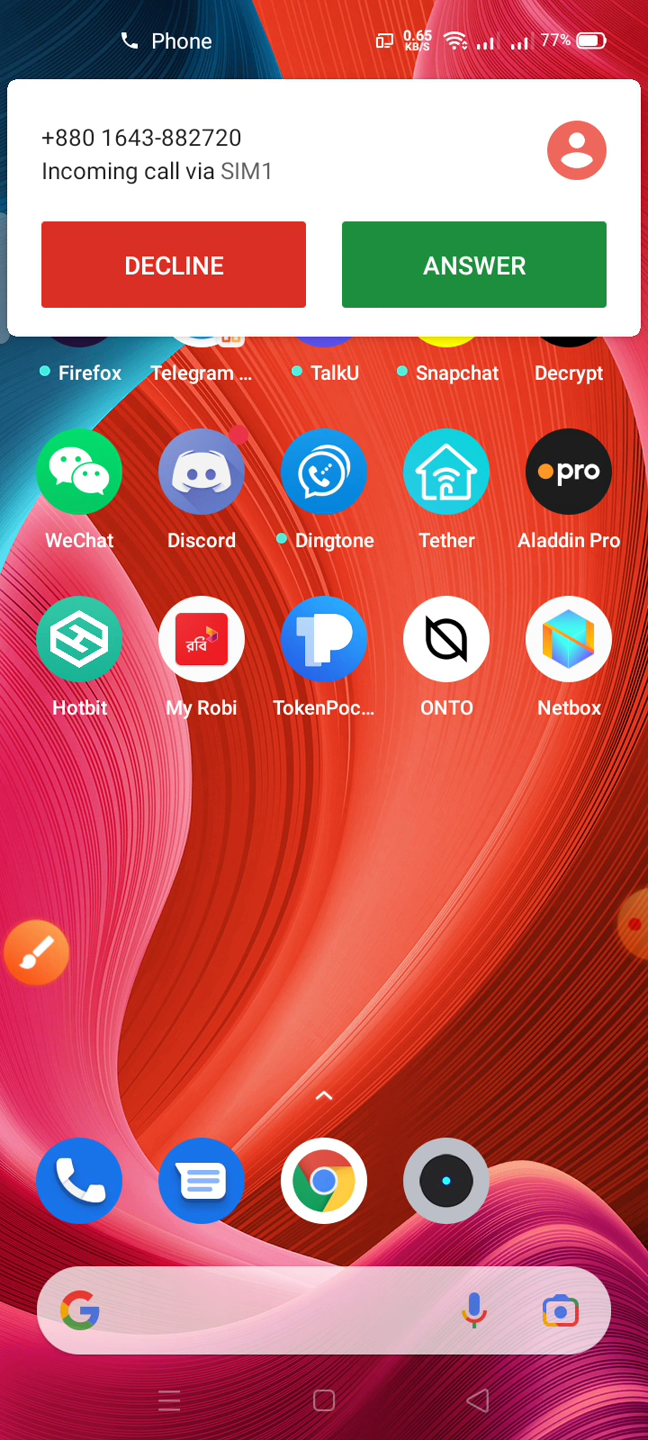 Phone
0.65
KB/S
77%
+880 1643-882720
Incoming call via SIM1
DECLINE
ANSWER
Firefox
Telegram ...
TalkU
Snapchat
Decrypt
pro
WeChat
Discord
Dingtone
Tether
Aladdin Pro
রবি
Hotbit
My Robi
TokenPoc...
ONTO
Netbox